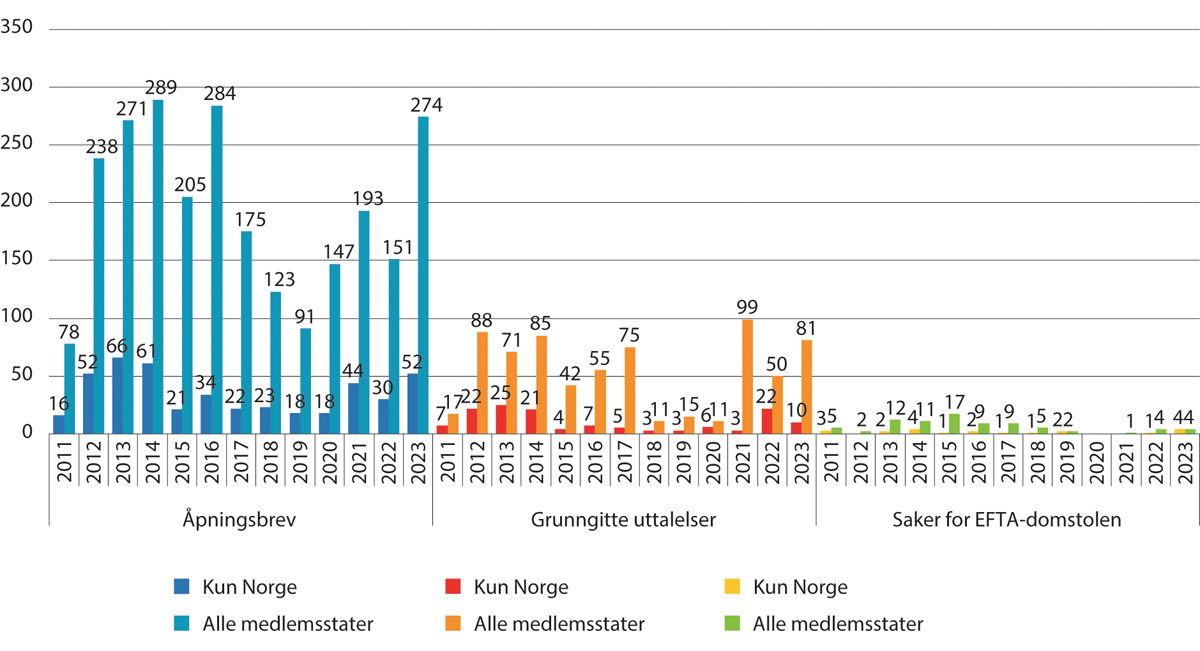 350
300
250
200
150
100
50
0
16 78 52 238 66 271 61 289 21 205 34 284 22 175 23 123 18 91 18 147 44 193 30 151 52 274
7 17 22 88 25 71 21 85 4 42 7 55 5 75 3 11 3 15 6 11 3 99 22 50 10 81
3 5 2 2 12 4 11 1 17 2 9 1 9 1 5 2 2 1 1 4 4 4
2011 2012 2013 2014 2015 2016 2017 2018 2019 2020 2021 2022 2023 2011 2012 2013 2014 2015 2016 2017 2018 2019 2020 2021 2022 2023 2011 2012 2013 2014 2015 2016 2017 2018 2019 2020 2021 2022 2023
Åpningsbrev Grunngitte uttalelser Saker for EFTA-domstolen
Kun Norge Kun Norge Kun Norge
Alle medlemsstater Alle medlemsstater Alle medlemsstater